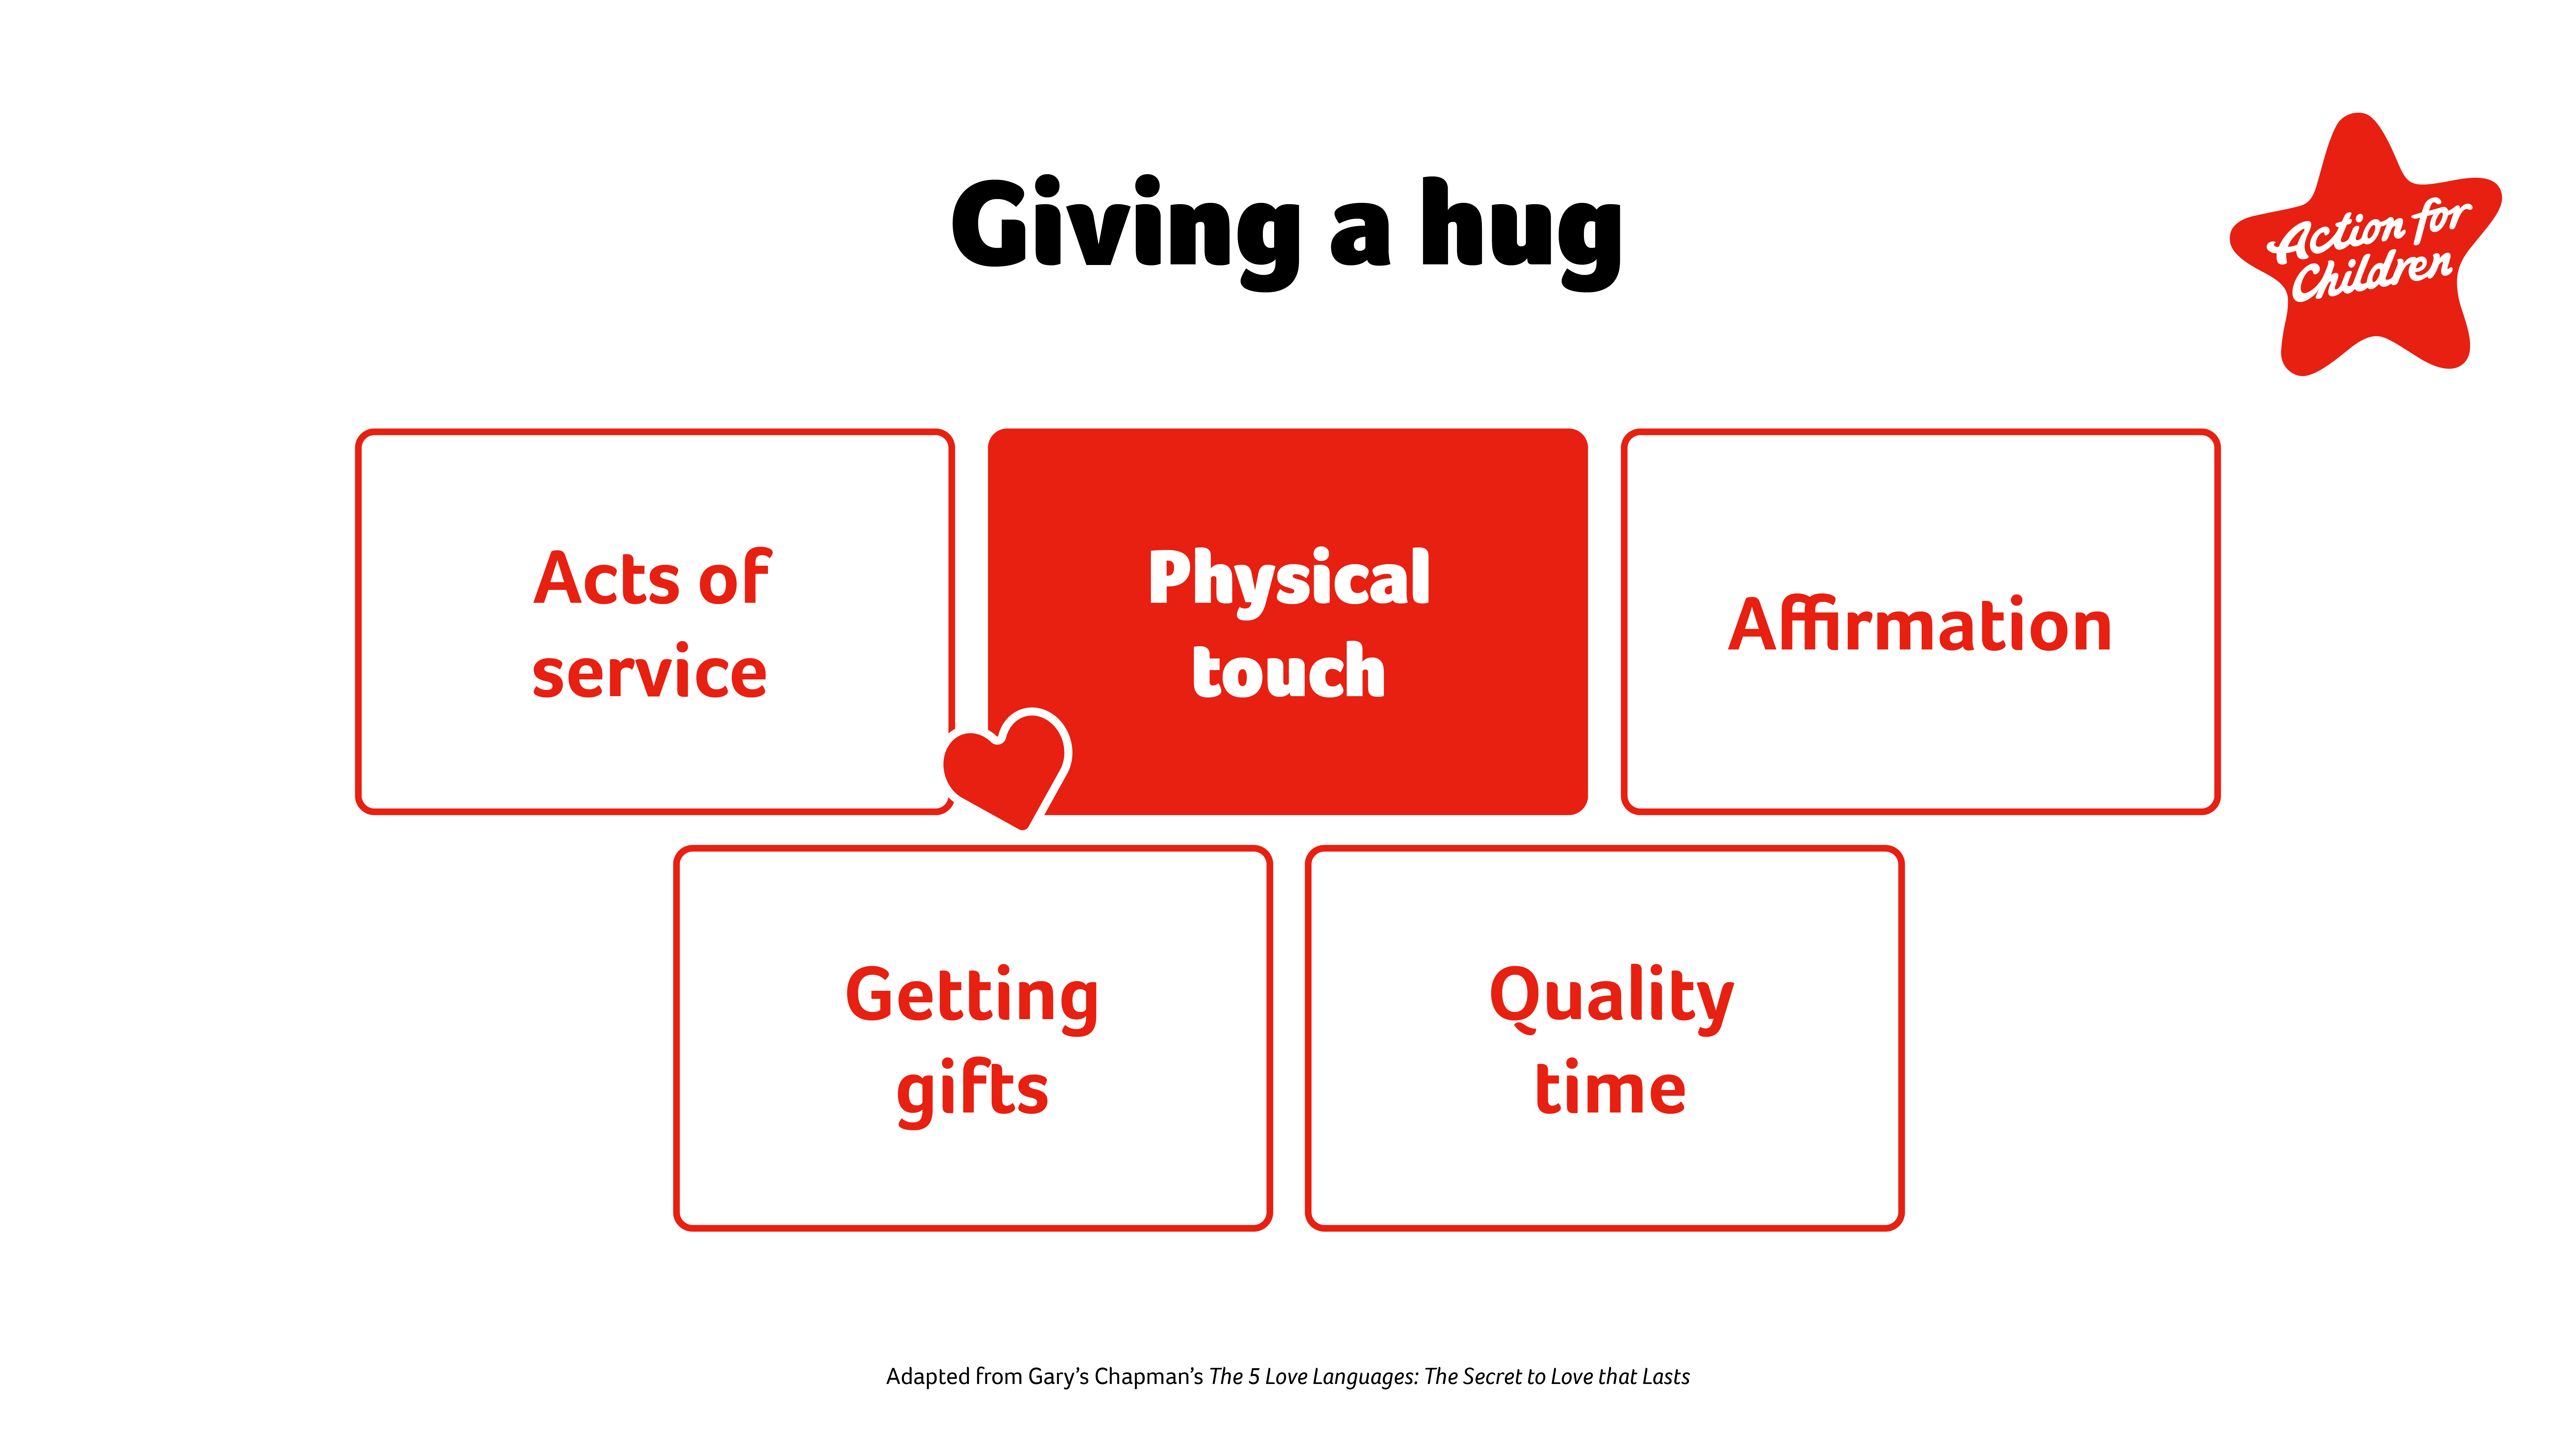 Giving a hug
Action for
Children
Acts of
service
Physical
touch
Affirmation
Getting
gifts
Quality
time
Adapted from Gary’s Chapman’s The 5 Love Languages: The Secret to Love that Lasts